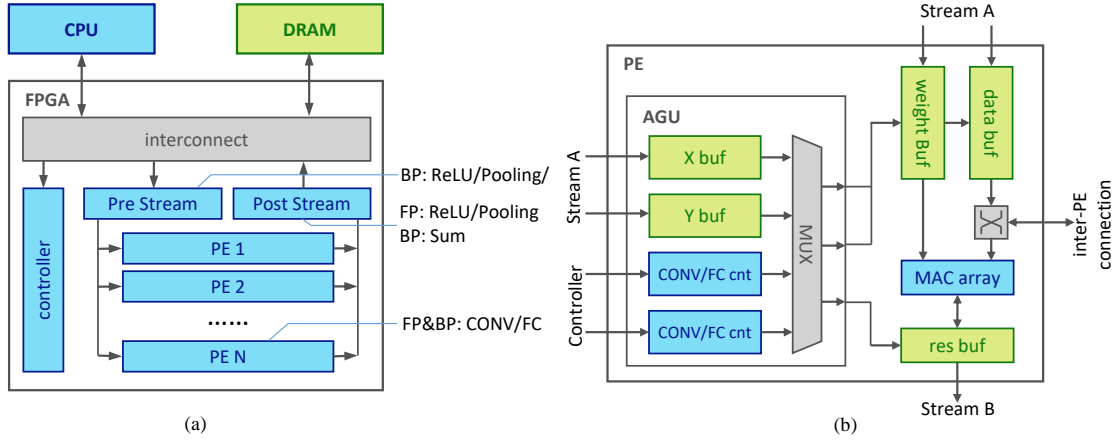 CPU
DRAM
FPGA
interconnect
Pre Stream
Post Stream
BP: ReLU/Pooling/
FP: ReLU/Pooling
BP: Sum
controller
PE 1
PE 2
......
FP&BP: CONV/FC
PE N
(a)
Stream A
PE
AGU
X buf
Y buf
CONV/FC cnt
CONV/FC cnt
MUX
Stream A
Controller
weight Buf
data buf
inter-PE
connection
MAC array
res buf
Stream B
(b)